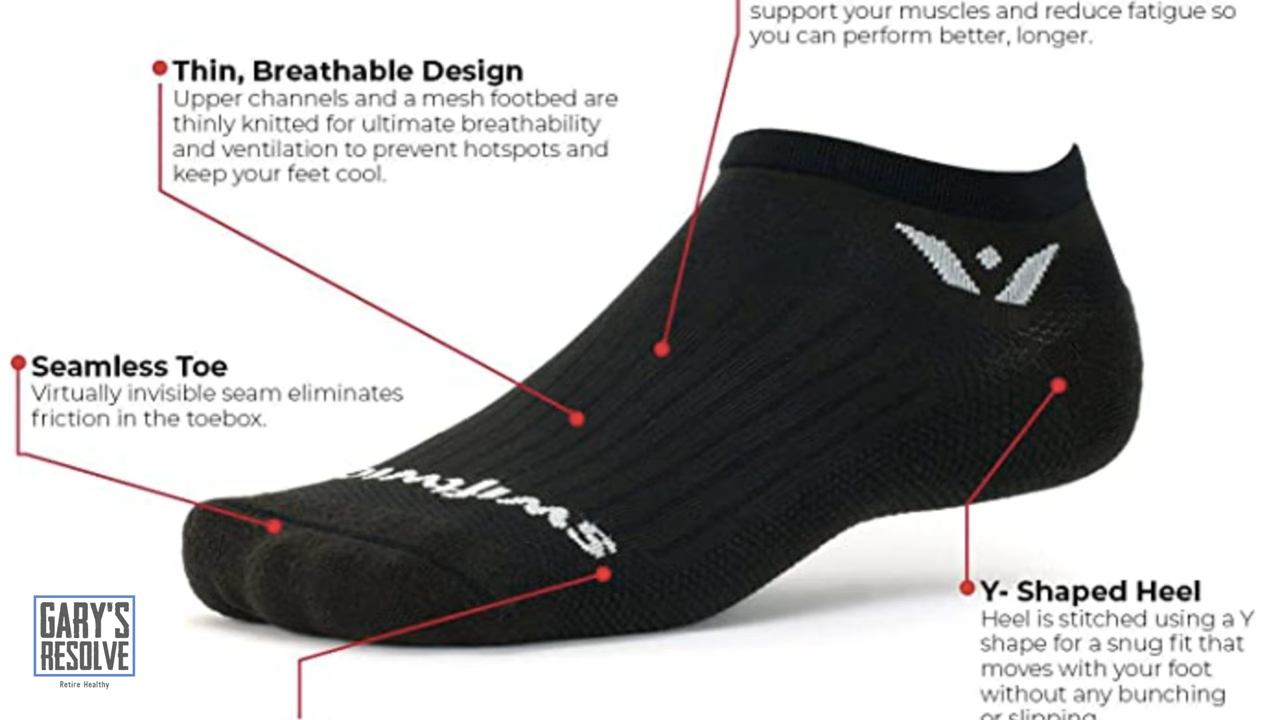 support your muscles and reduce fatigue so
you can perform better, longer.
Thin, Breathable Design
Upper channels and a mesh footbed are
thinly knitted for ultimate breathability
and ventilation to prevent hotspots and
keep your feet cool.
Seamless Toe
Virtually invisible seam eliminates
friction in the toebox.
swiftwi
Y- Shaped Heel
Heel is stitched using a Y
shape for a snug fit that
moves with your foot
without any bunching
or slipping.
GARY'S
RESOLVE
Retire Healthy